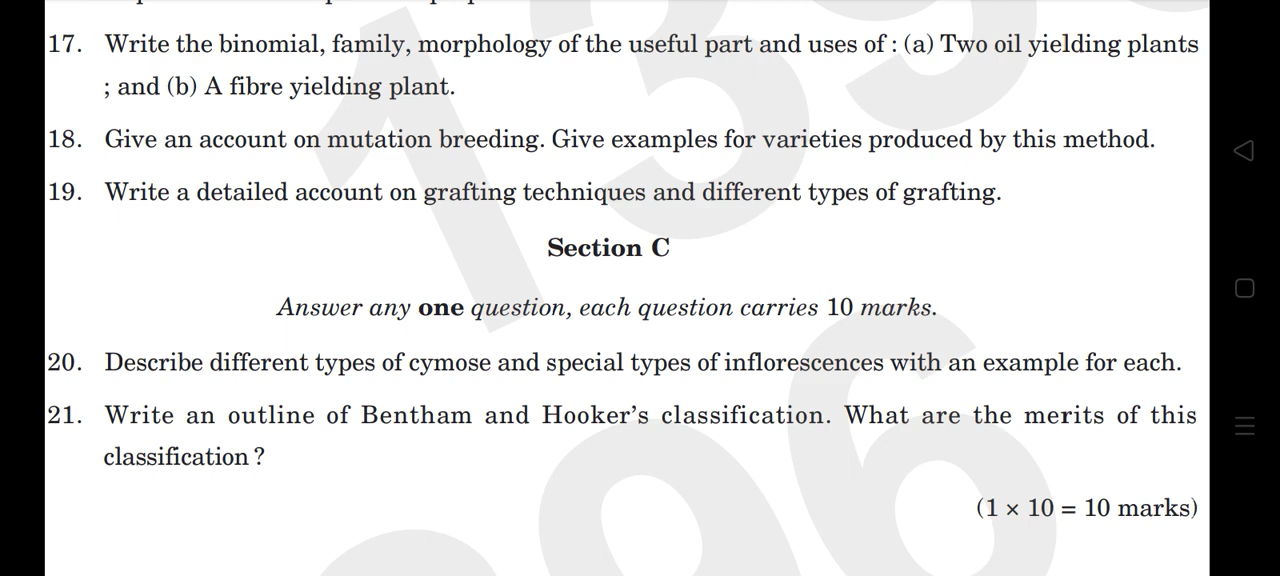 17. Write the binomial, family, morphology of the useful part and uses of : (a) Two oil yielding plants
; and (b) A fibre yielding plant.
18. Give an account on mutation breeding. Give examples for varieties produced by this method.
19. Write a detailed account on grafting techniques and different types of grafting.
Section C
Answer any one question, each question carries 10 marks.
20. Describe different types of cymose and special types of inflorescences with an example for each.
21. Write an outline of Bentham and Hooker's classification. What are the merits of this
classification ?
(1 × 10 = 10 marks)